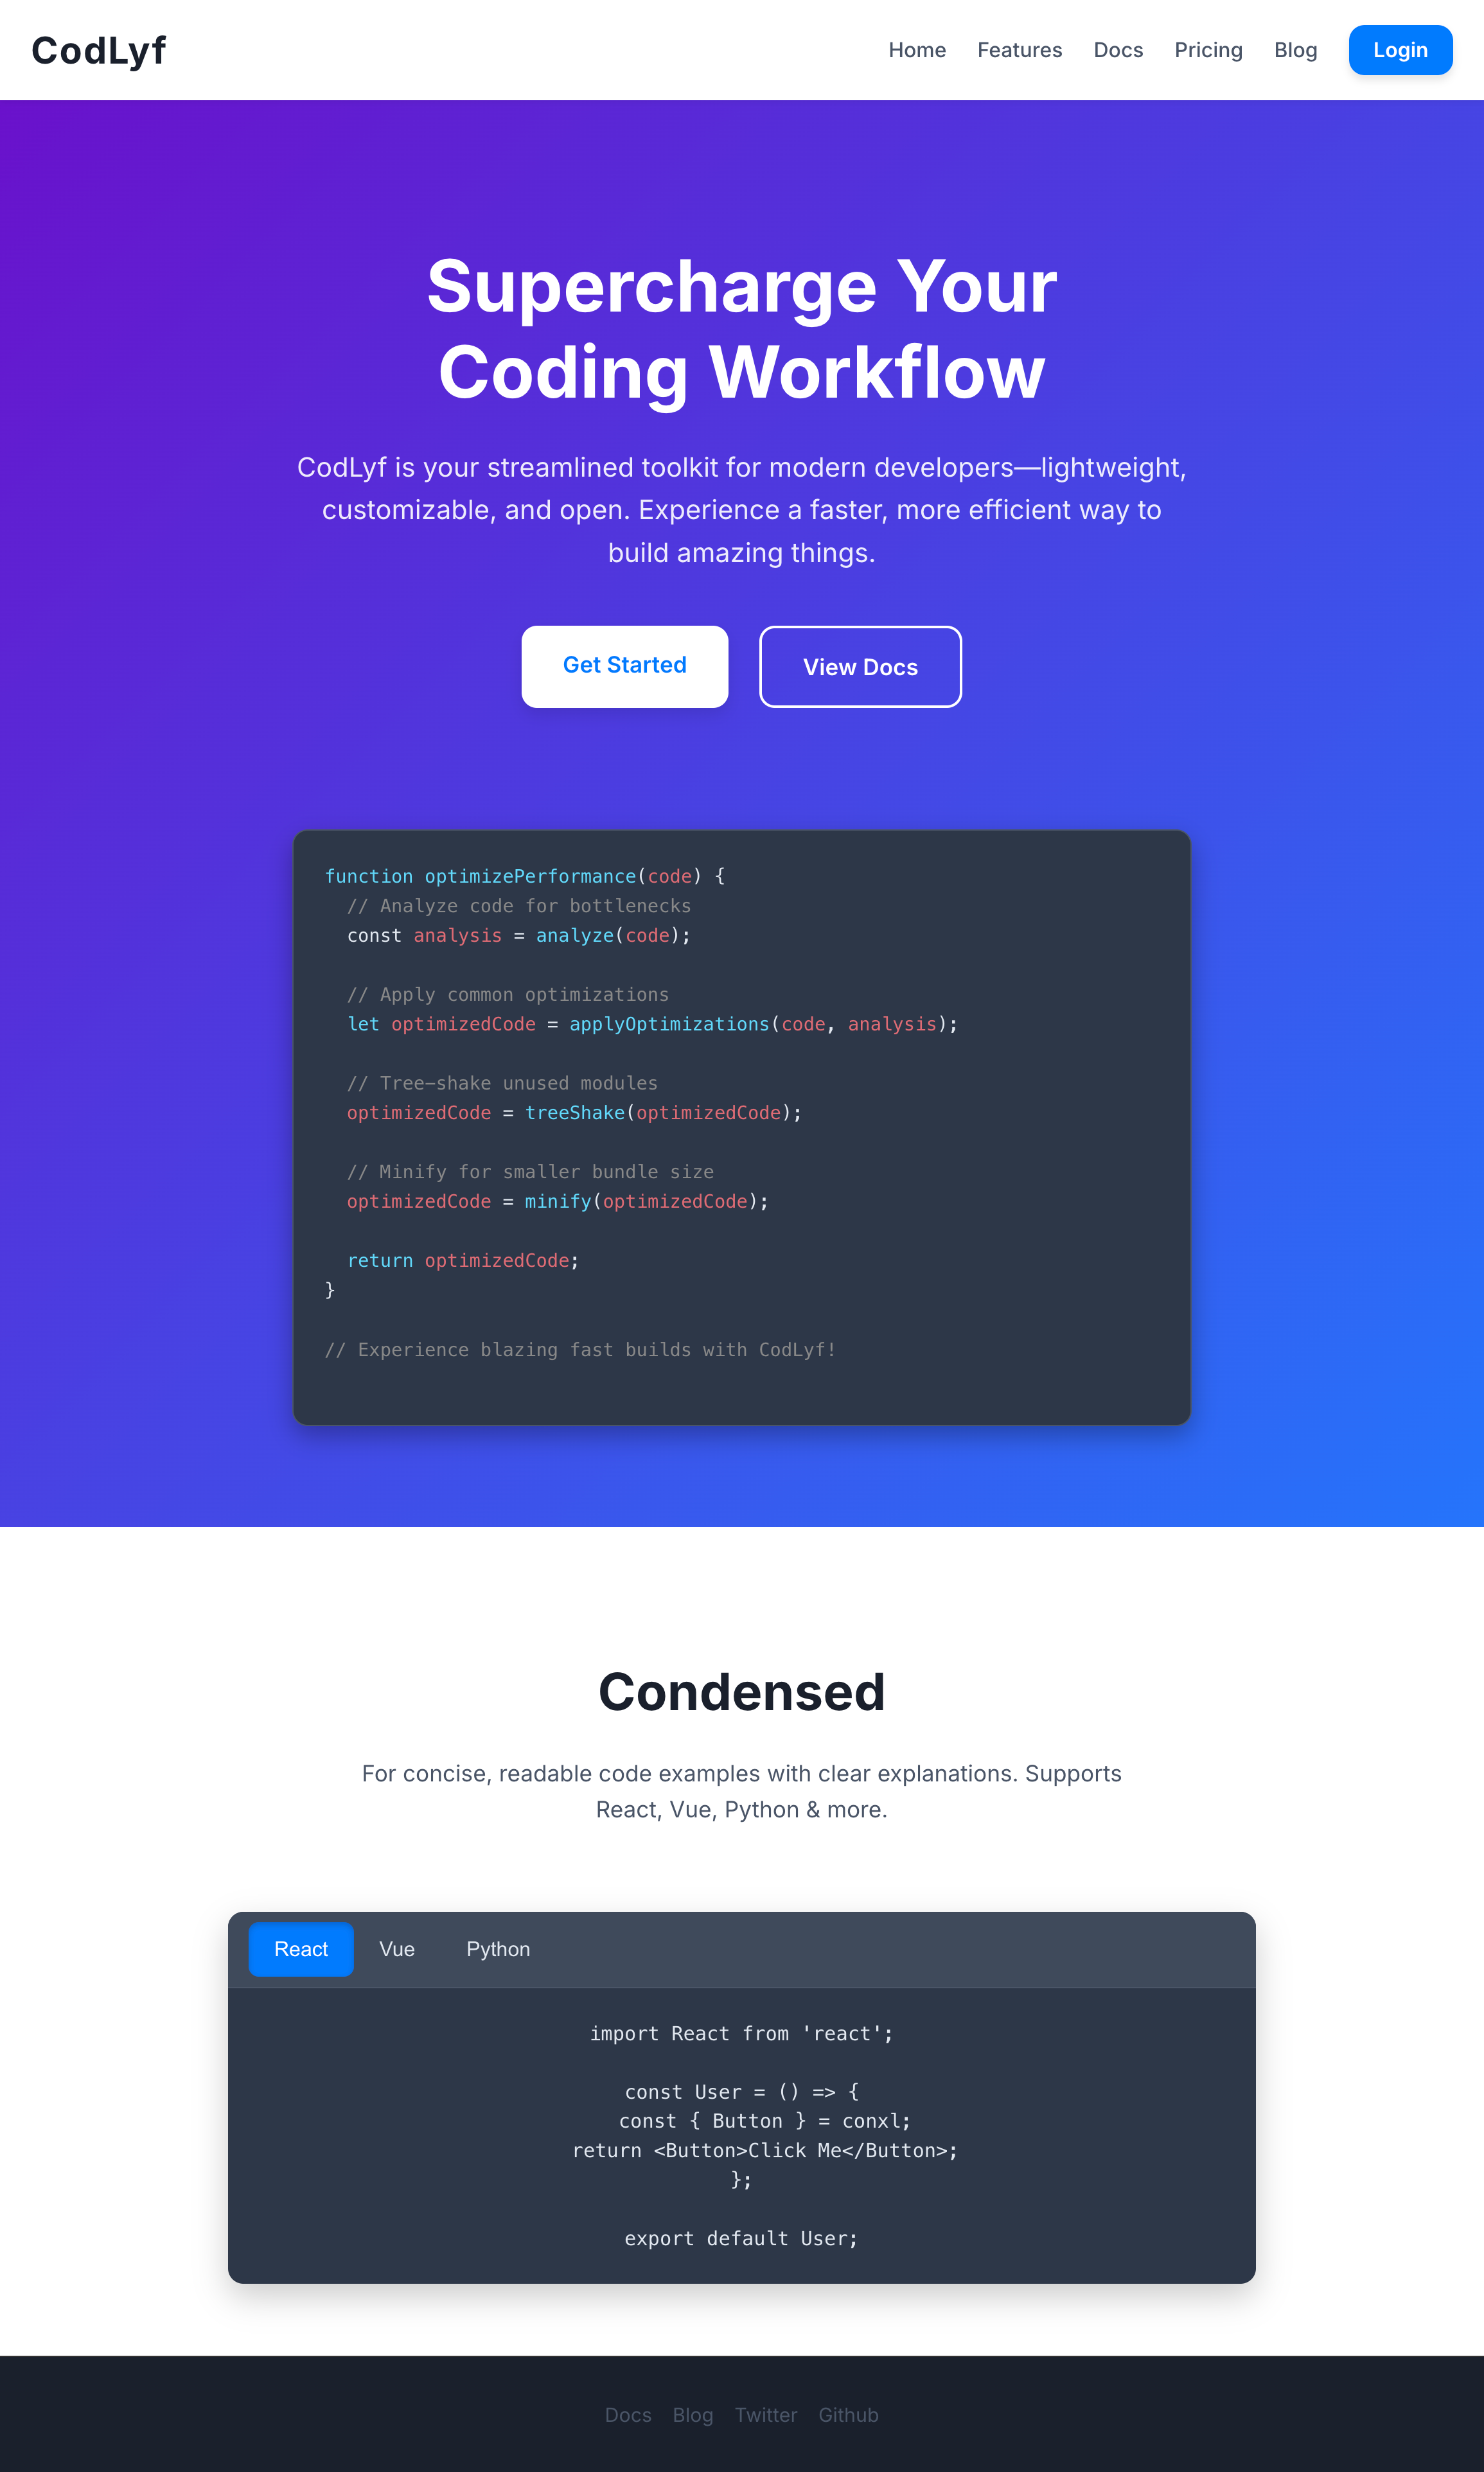 CodLyf
Home Features Docs Pricing Blog Login
Supercharge Your
Coding Workflow
CodLyf is your streamlined toolkit for modern developers—lightweight,
customizable, and open. Experience a faster, more efficient way to
build amazing things.
Get Started View Docs
function optimizePerformance(code) {
  // Analyze code for bottlenecks
  const analysis = analyze(code);

  // Apply common optimizations
  let optimizedCode = applyOptimizations(code, analysis);

  // Tree-shake unused modules
  optimizedCode = treeShake(optimizedCode);

  // Minify for smaller bundle size
  optimizedCode = minify(optimizedCode);

  return optimizedCode;
}

// Experience blazing fast builds with CodLyf!
Condensed
For concise, readable code examples with clear explanations. Supports
React, Vue, Python & more.
React Vue Python
import React from 'react';

const User = () => {
const { Button } = conxl;
return <Button>Click Me</Button>;
};

export default User;
Docs Blog Twitter Github